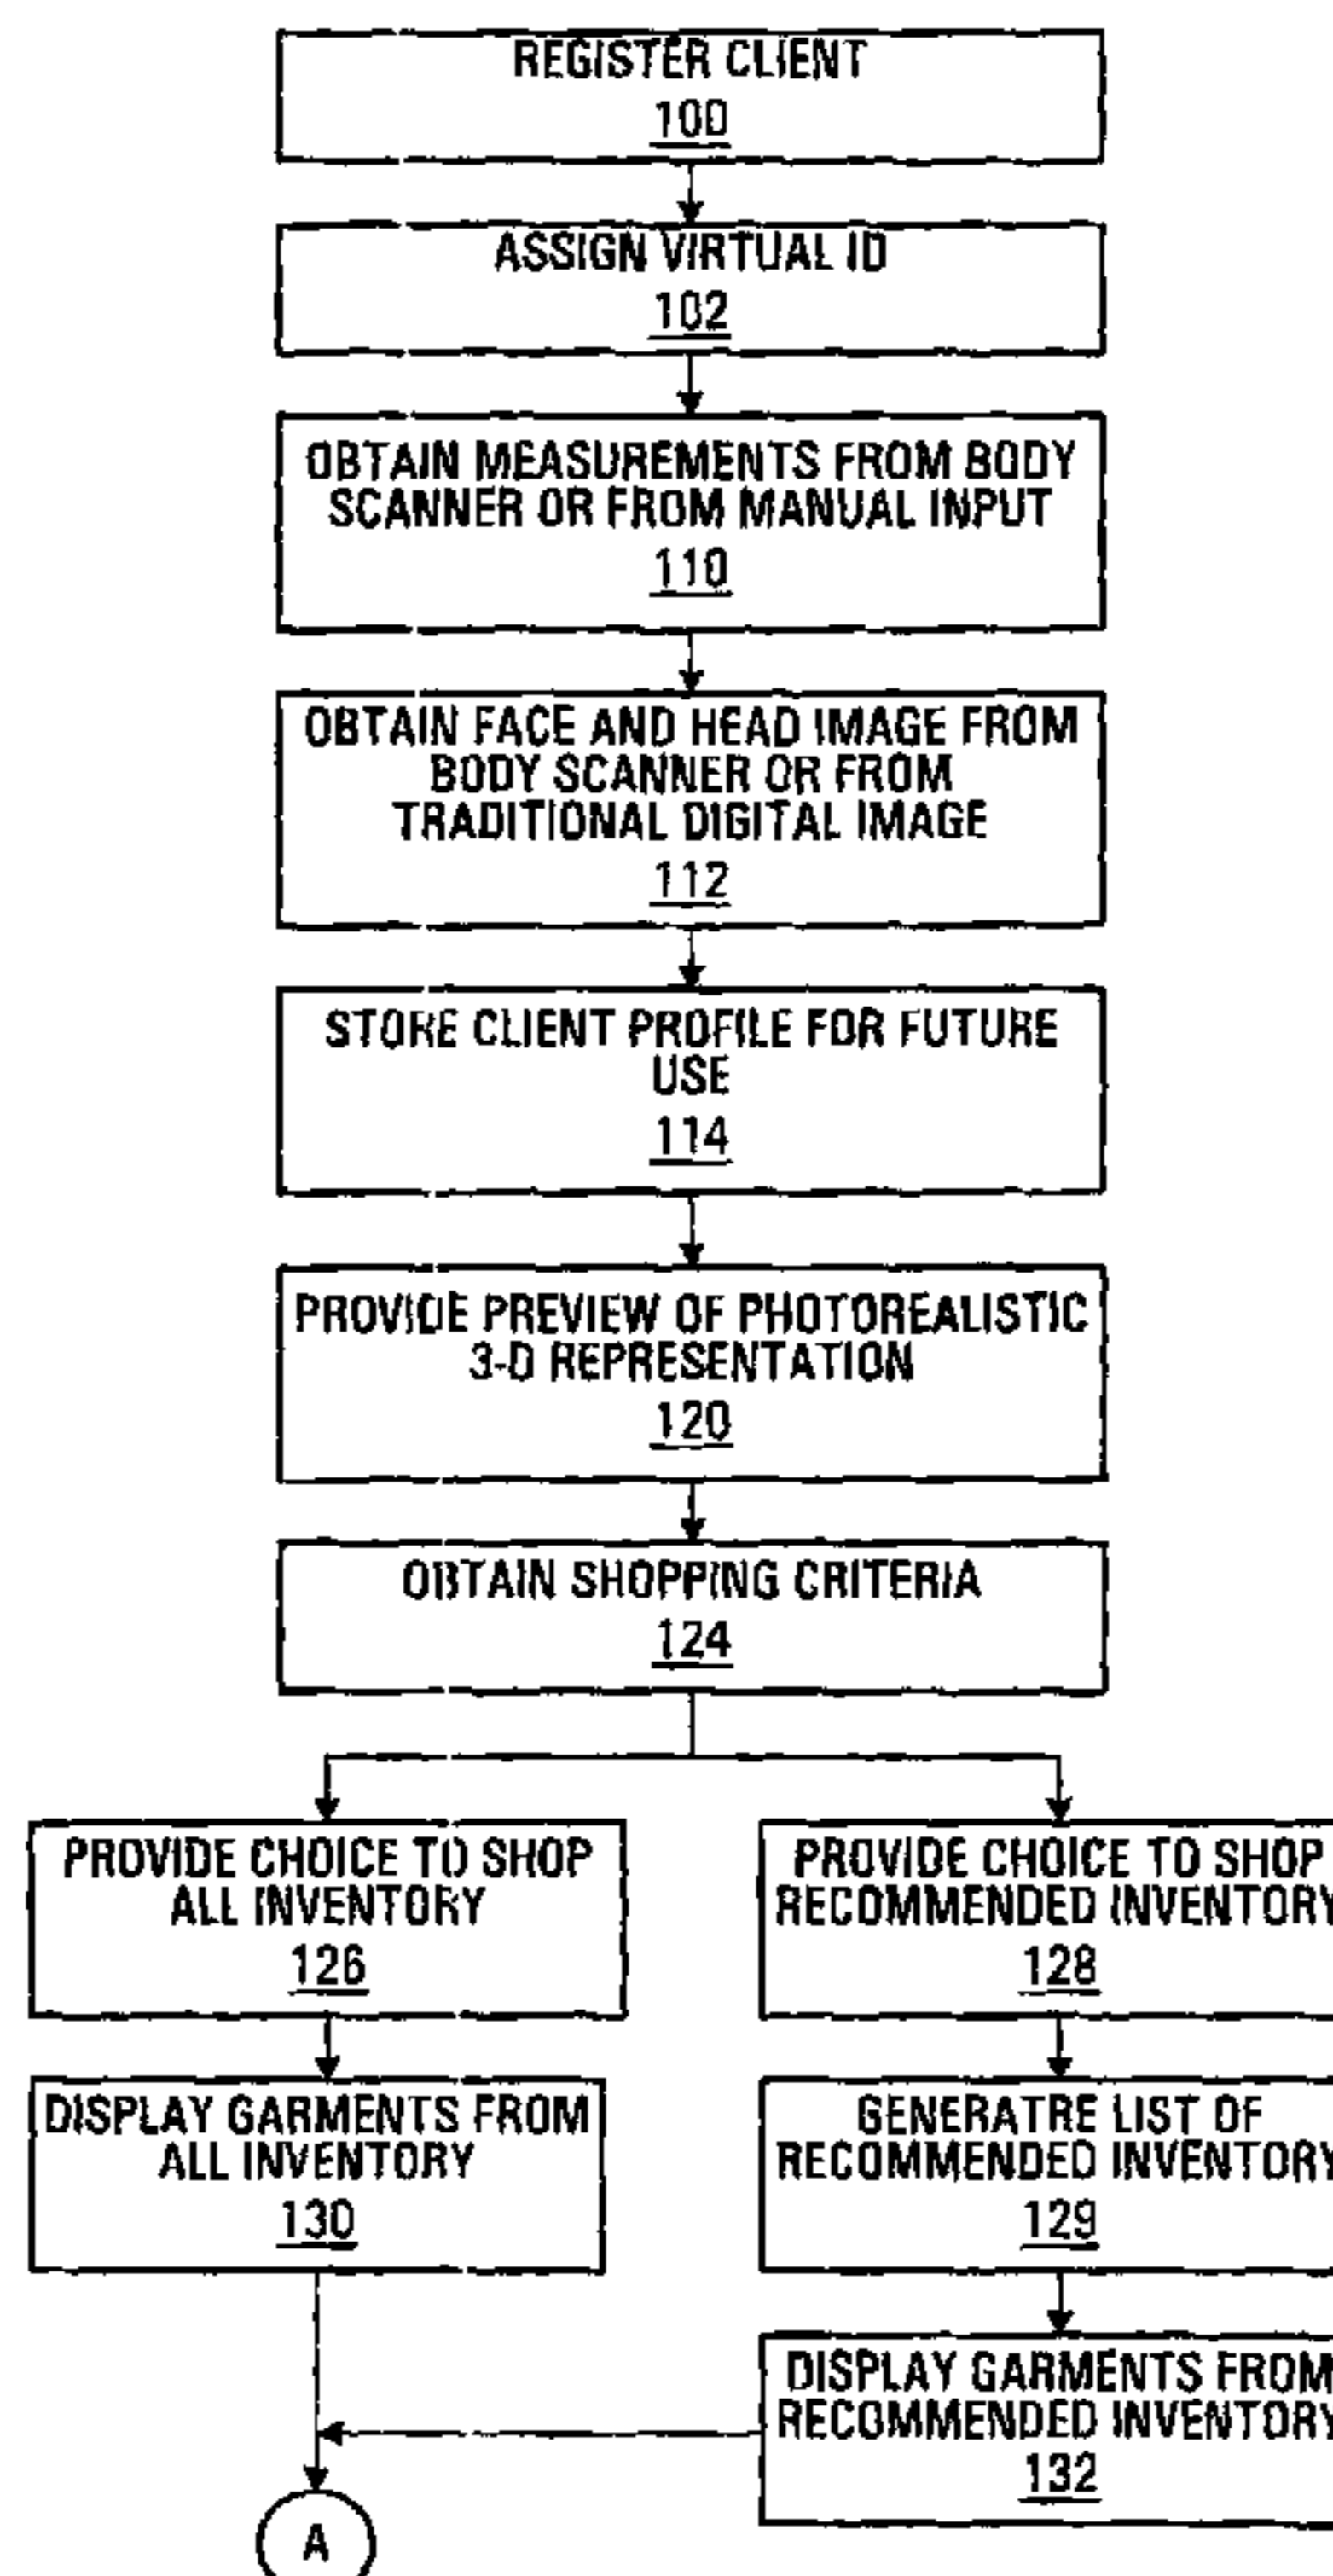 REGISTER CLIENT
100
ASSIGN VIRTUAL ID
102
OBTAIN MEASUREMENTS FROM BODY
SCANNER OR FROM MANUAL INPUT
110
OBTAIN FACE AND HEAD IMAGE FROM
BODY SCANNER OR FROM
TRADITIONAL DIGITAL IMAGE
112
STORE CLIENT PROFILE FOR FUTURE
USE
114
PROVIDE PREVIEW OF PHOTOREALISTIC
3-D REPRESENTATION
120
OBTAIN SHOPPING CRITERIA
124
PROVIDE CHOICE TO SHOP
ALL INVENTORY
126
PROVIDE CHOICE TO SHOP
RECOMMENDED INVENTORY
128
DISPLAY GARMENTS FROM
ALL INVENTORY
130
GENERATRE LIST OF
RECOMMENDED INVENTORY
129
DISPLAY GARMENTS FROM
RECOMMENDED INVENTORY
132
A